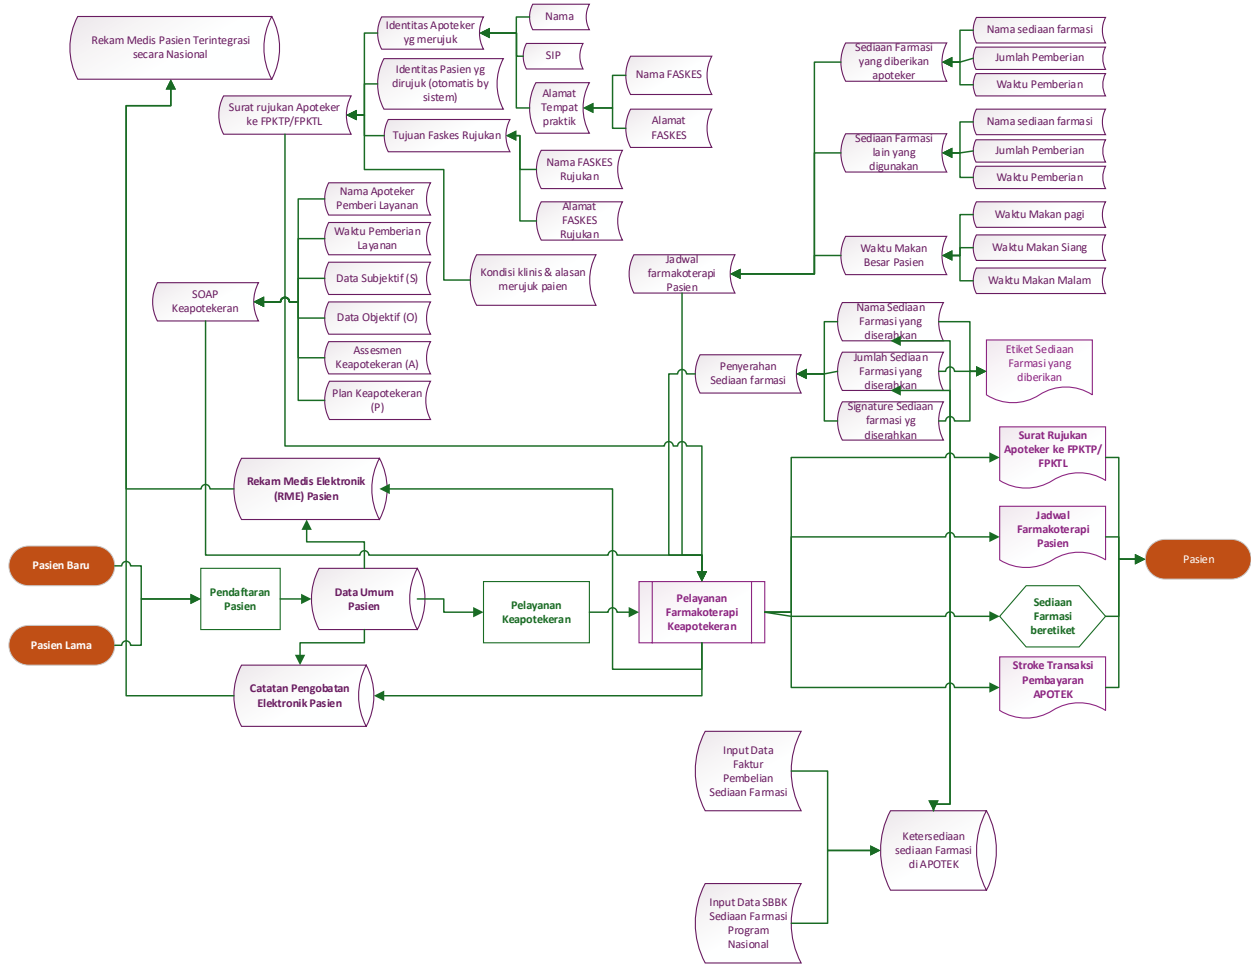 Rekam Medis Pasien Terintegrasi
secara Nasional
Identitas Apoteker
yg merujuk
Nama
SIP
Identitas Pasien yg
dirujuk (otomatis by
sistem)
Alamat
Tempat
praktik
Nama FASKES
Alamat
FASKES
Surat rujukan Apoteker
ke FPKTP/FPKTL
Tujuan Faskes Rujukan
Nama FASKES
Rujukan
Alamat
FASKES
Rujukan
Kondisi klinis & alasan
merujuk paien
Nama Apoteker
Pemberi Layanan
Waktu Pemberian
Layanan
Data Subjektif (S)
SOAP
Keapotekeran
Data Objektif (O)
Assesmen
Keapotekeran (A)
Plan Keapotekeran
(P)
Sediaan Farmasi
yang diberikan
apoteker
Nama sediaan farmasi
Jumlah Pemberian
Waktu Pemberian
Sediaan Farmasi
lain yang
digunakan
Nama sediaan farmasi
Jumlah Pemberian
Waktu Pemberian
Waktu Makan
Besar Pasien
Waktu Makan pagi
Waktu Makan Siang
Waktu Makan Malam
Jadwal
farmakoterapi
Pasien
Penyerahan
Sediaan farmasi
Nama Sediaan
Farmasi yang
diserahkan
Jumlah Sediaan
Farmasi yang
diserahkan
Signature Sediaan
farmasi yg
diserahkan
Etiket Sediaan
Farmasi yang
diberikan
Rekam Medis Elektronik
(RME) Pasien
Pasien Baru
Pasien Lama
Pendaftaran
Pasien
Data Umum
Pasien
Pelayanan
Keapotekeran
Pelayanan
Farmakoterapi
Keapotekeran
Catatan Pengobatan
Elektronik Pasien
Surat Rujukan
Apoteker ke FPKTP/
FPKTL
Jadwal
Farmakoterapi
Pasien
Sediaan
Farmasi
beretiket
Stroke Transaksi
Pembayaran
APOTEK
Pasien
Input Data
Faktur
Pembelian
Sediaan Farmasi
Ketersediaan
sediaan Farmasi
di APOTEK
Input Data SBBK
Sediaan Farmasi
Program
Nasional